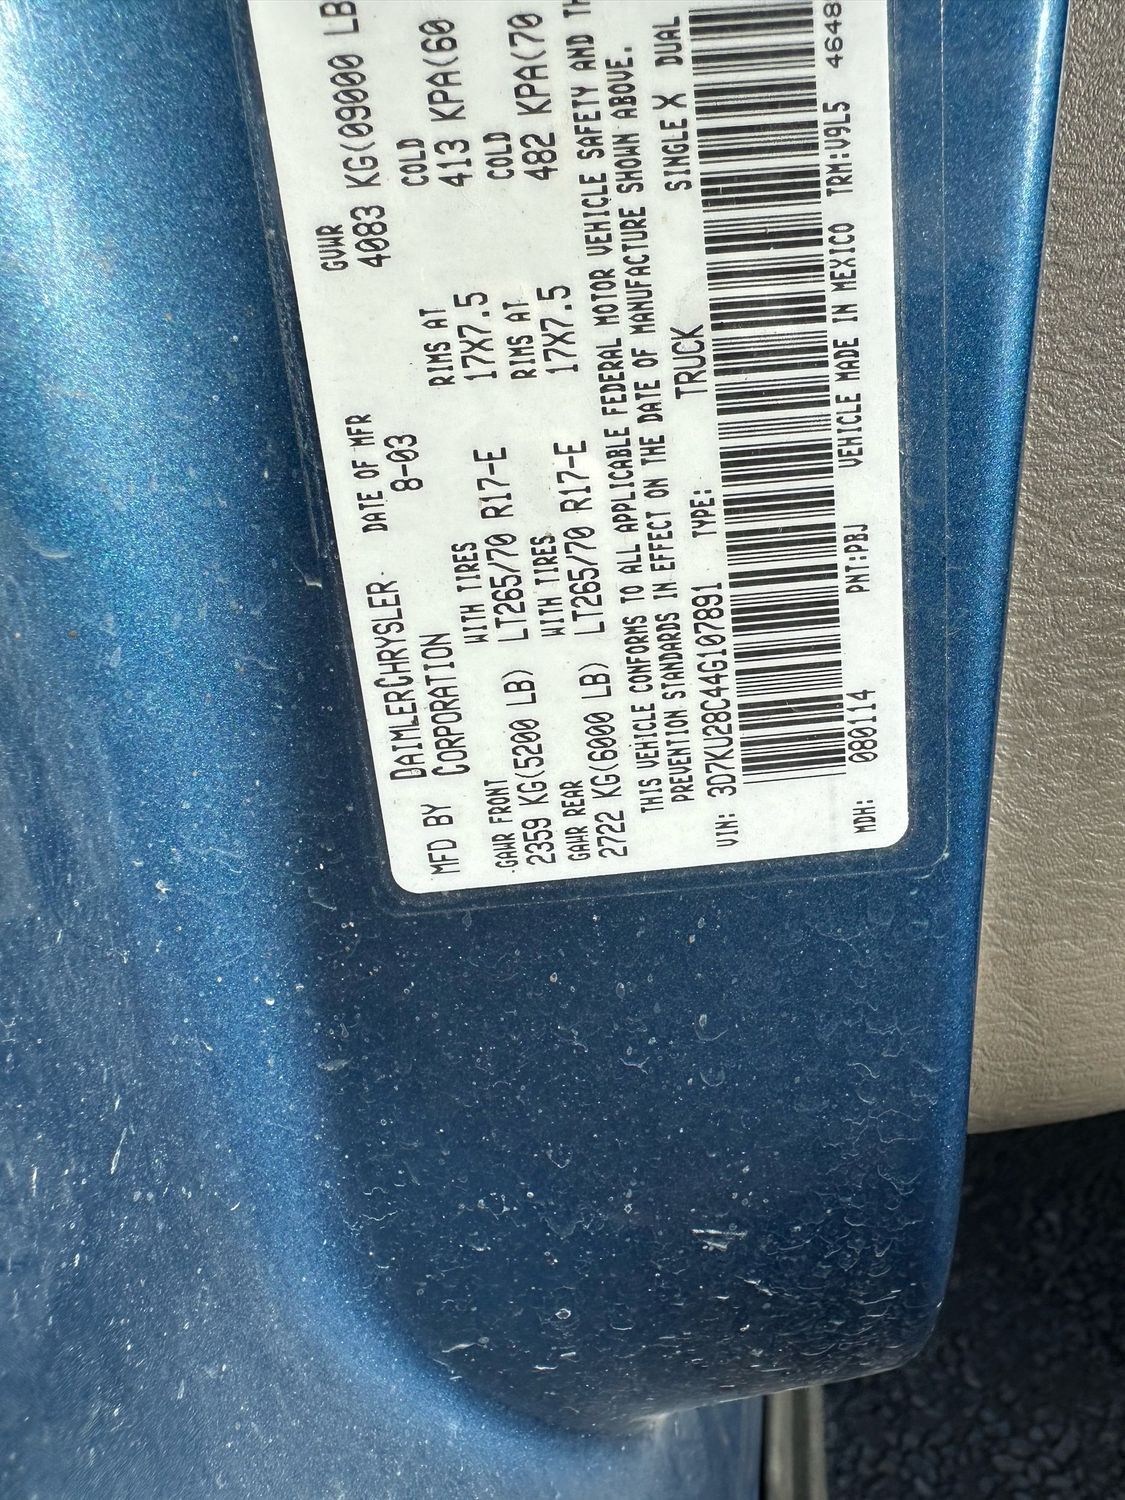 MFD BY DAIMLERCHRYSLER CORPORATION DATE OF MFR 8-03 GVWR 4083 KG(09000 LB
GAWR FRONT WITH TIRES RIMS AT COLD
2359 KG(5200 LB) LT265/70 R17-E 17X7.5 413 KPA(60
GAWR REAR WITH TIRES RIMS AT COLD
2722 KG(6000 LB) LT265/70 R17-E 17X7.5 482 KPA(70
THIS VEHICLE CONFORMS TO ALL APPLICABLE FEDERAL MOTOR VEHICLE SAFETY AND
PREVENTION STANDARDS IN EFFECT ON THE DATE OF MANUFACTURE SHOWN ABOVE.
VIN: 3D7KU28C44G107891 TYPE: TRUCK SINGLE X DUAL
MDH: 080114 PNT:PBJ VEHICLE MADE IN MEXICO TRM:V9L5 4648